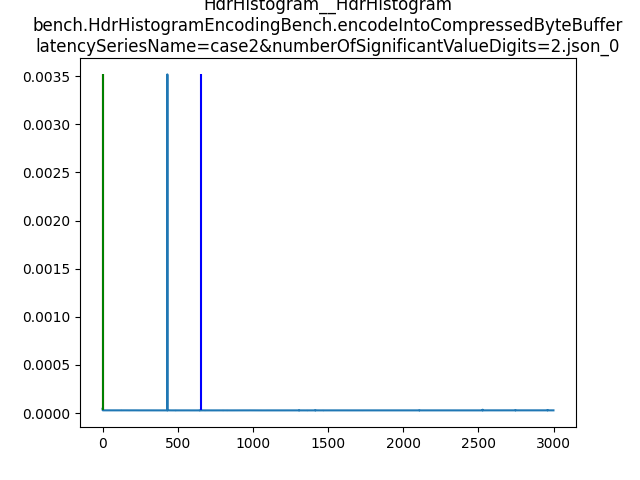 HdrHistogram__HdrHistogram
bench.HdrHistogramEncodingBench.encodeIntoCompressedByteBuffer
latencySeriesName=case2&numberOfSignificantValueDigits=2.json_0
0.0035
0.0030
0.0025
0.0020
0.0015
0.0010
0.0005
0.0000
0 500 1000 1500 2000 2500 3000